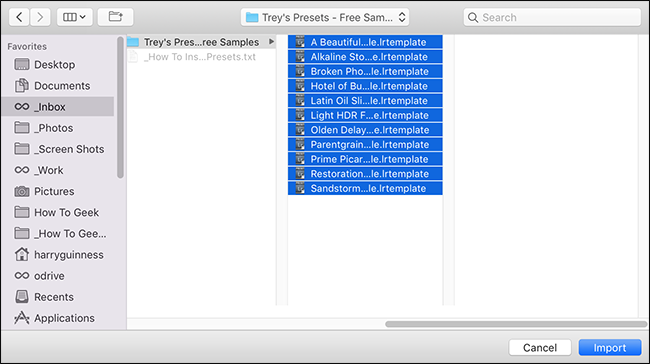 Trey's Presets - Free Sam...
Search
Favorites
Desktop
Documents
_Inbox
_Photos
_Screen Shots
_Work
Pictures
How To Geek
_How To Gee...
harryguinness
odrive
Recents
Applications
Trey's Pres...ree Samples
_How To Ins...Presets.txt
A Beautiful...le.lrtemplate
Alkaline Sto...le.lrtemplate
Broken Pho...le.lrtemplate
Hotel of Bu...le.lrtemplate
Latin Oil Sli...le.lrtemplate
Light HDR F...e.lrtemplate
Olden Delay...e.lrtemplate
Parentgrain...le.lrtemplate
Prime Picar...le.lrtemplate
Restoration...le.lrtemplate
Sandstorm...le.lrtemplate
Cancel
Import